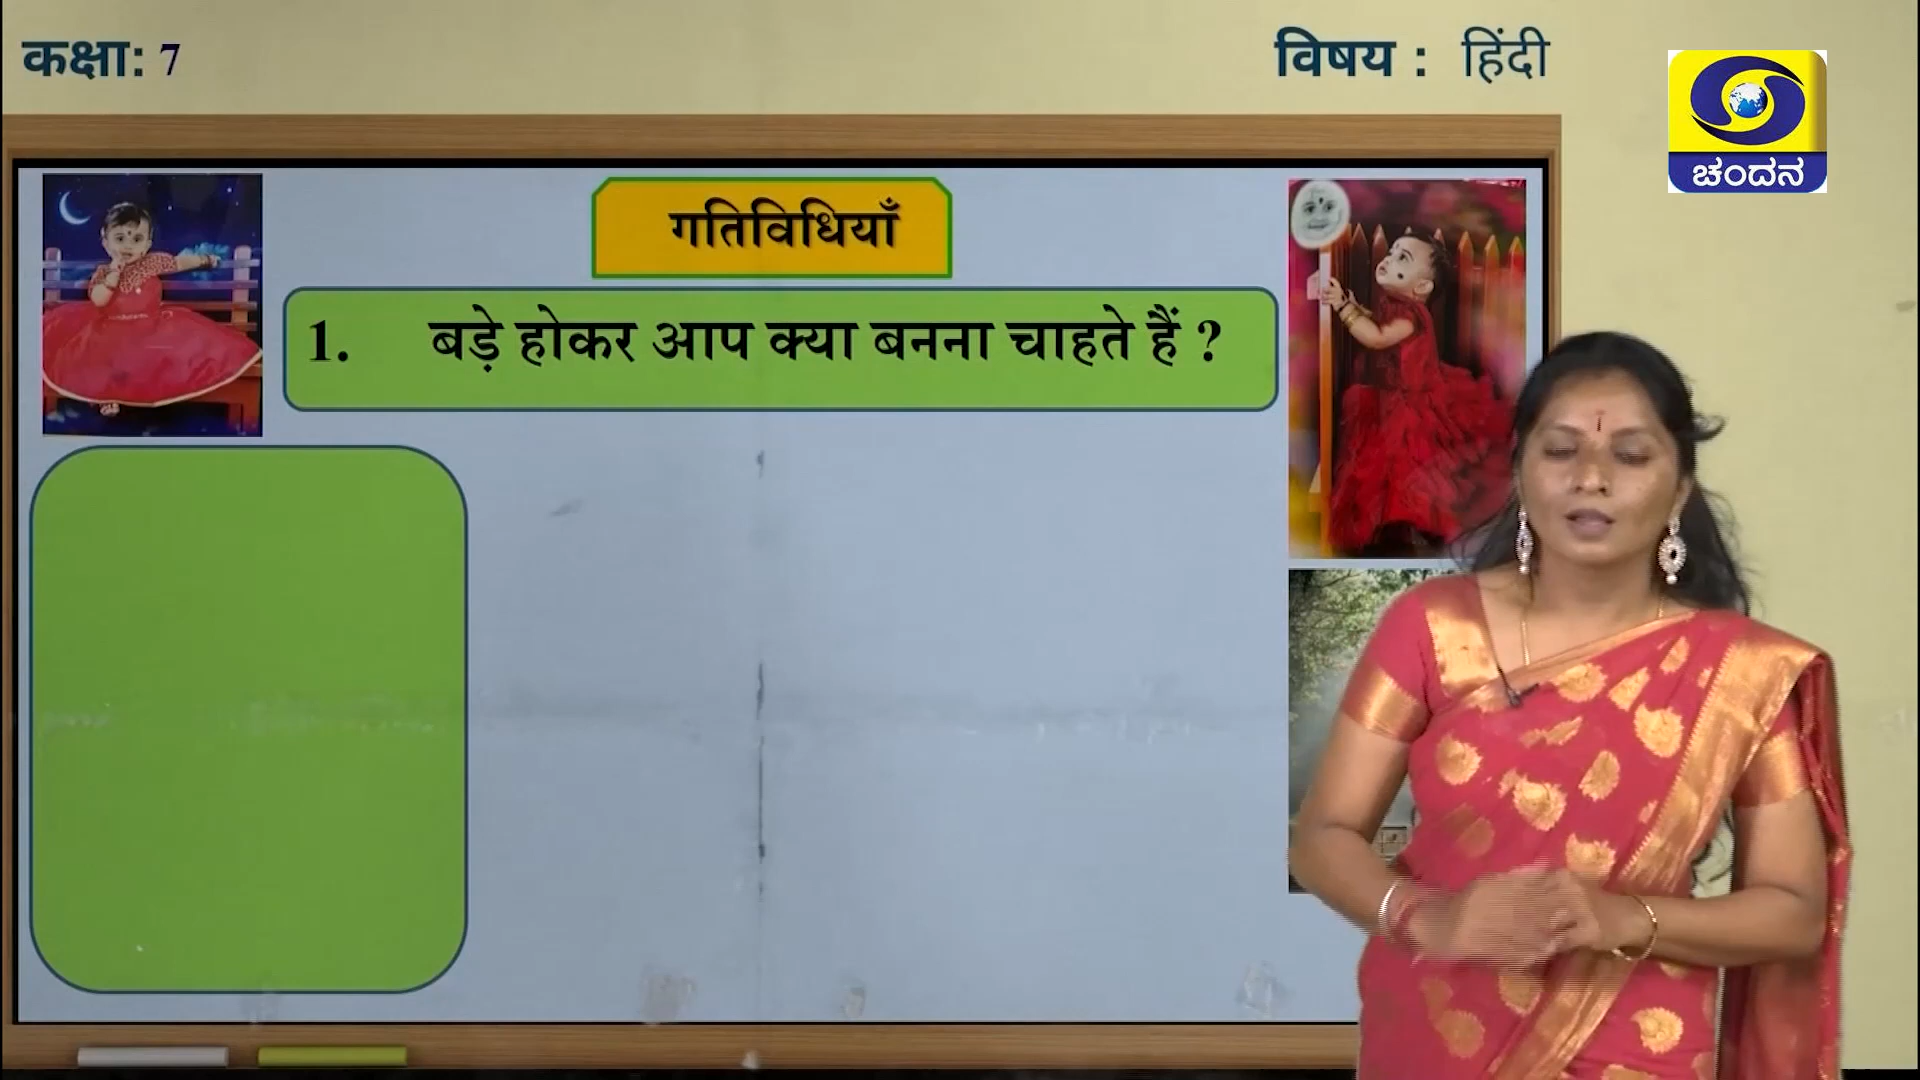 कक्षा: 7
विषय : हिंदी
ಚಂದನ
गतिविधियाँ
1. बड़े होकर आप क्या बनना चाहते हैं ?